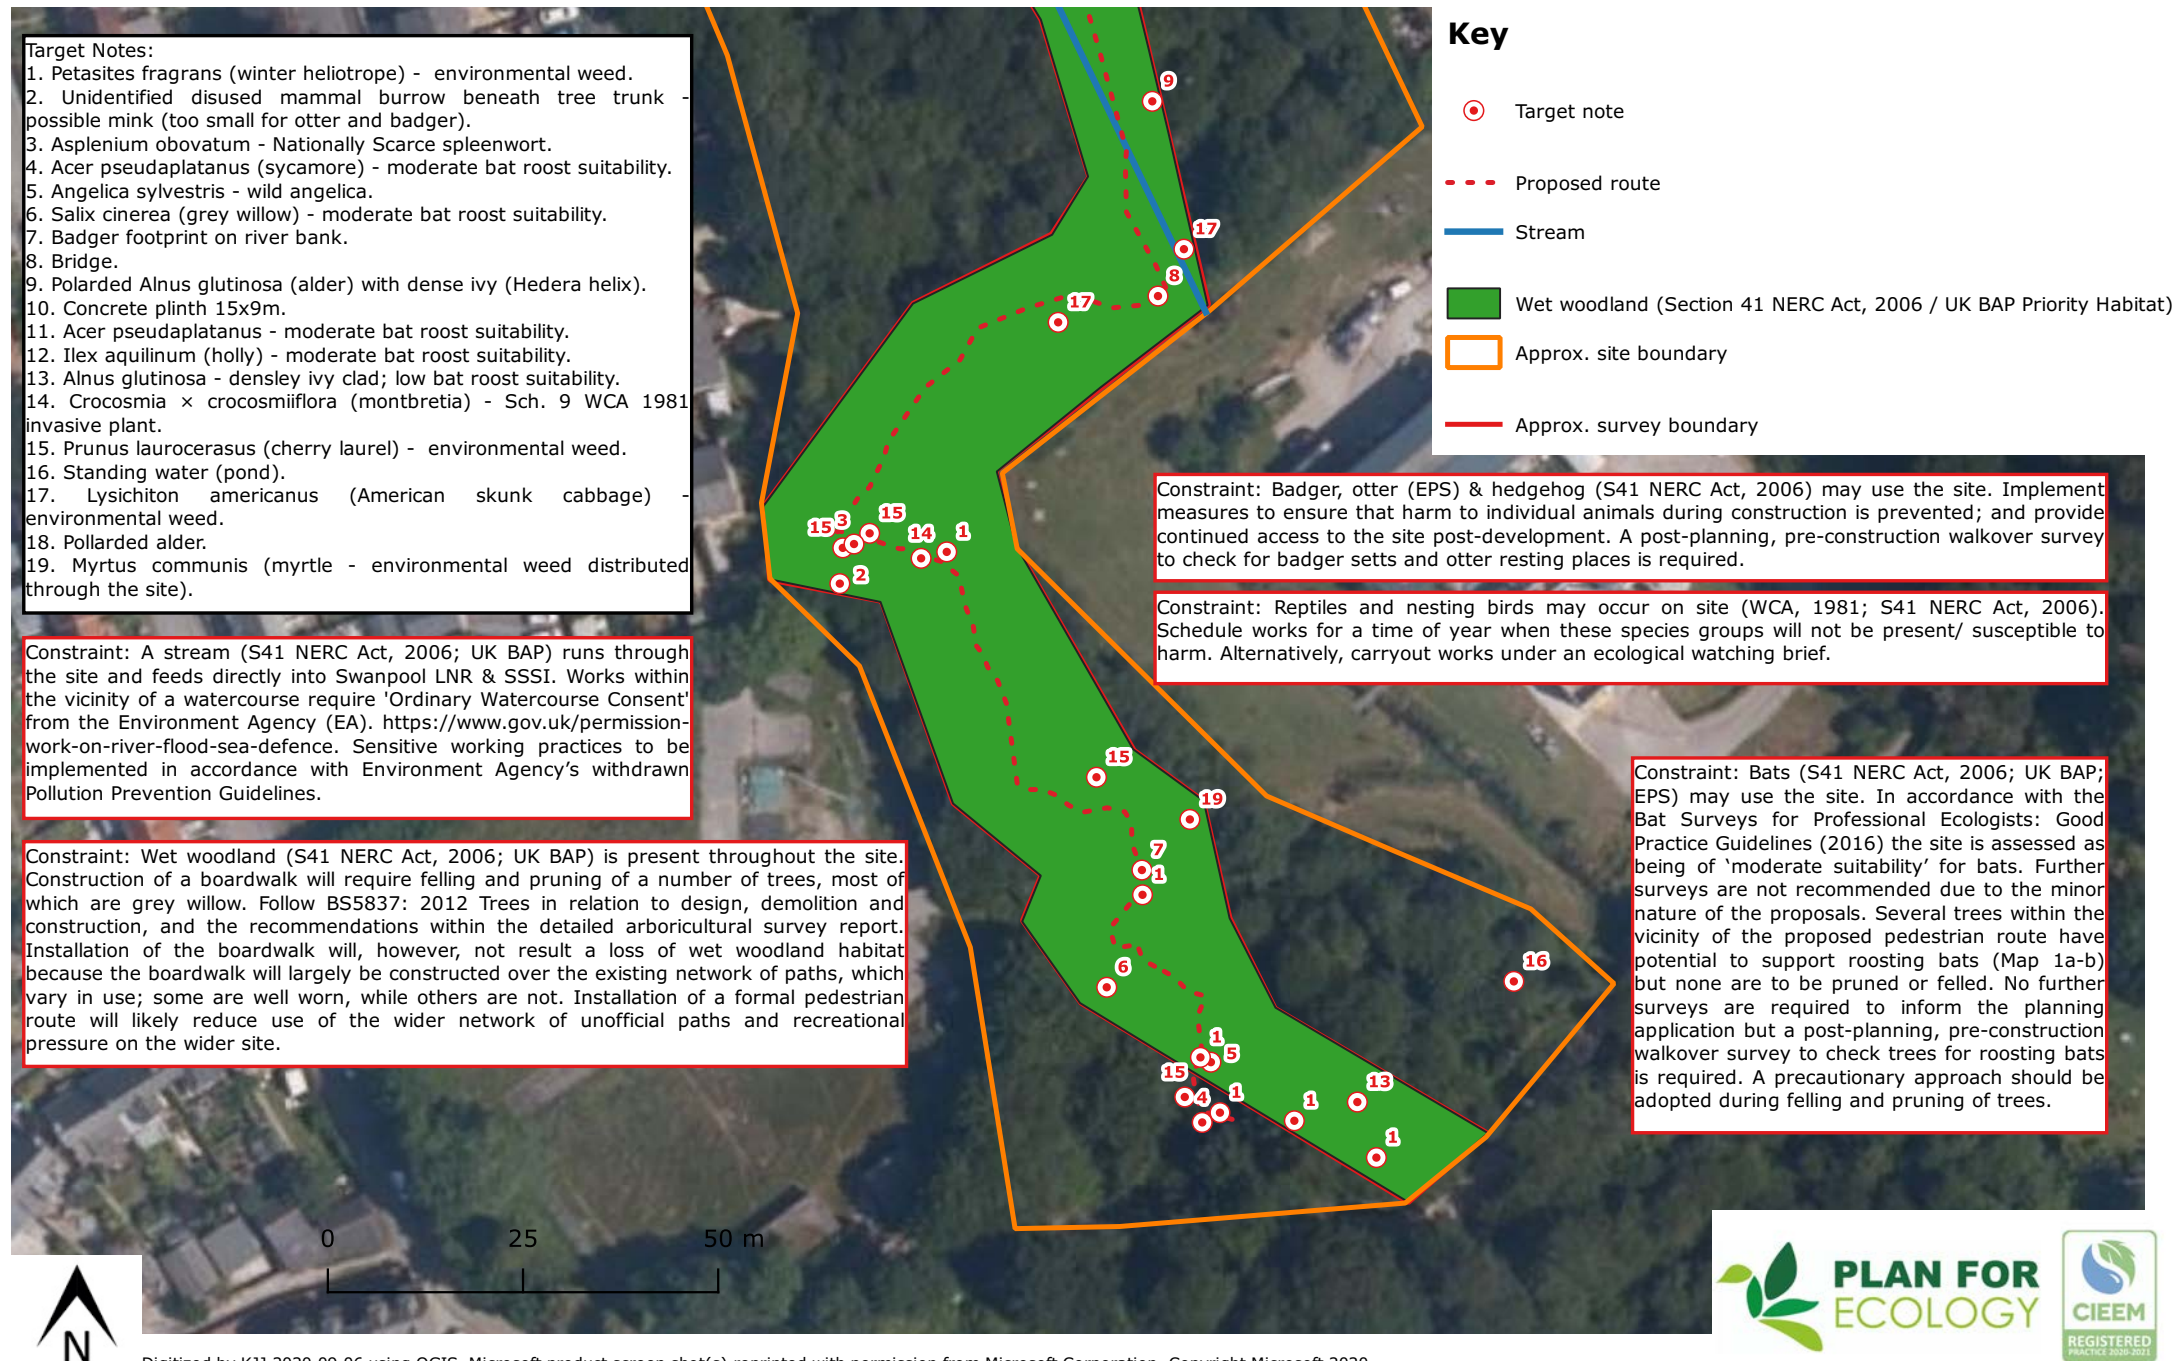 Target Notes:
1. Petasites fragrans (winter heliotrope) - environmental weed.
2. Unidentified disused mammal burrow beneath tree trunk -
possible mink (too small for otter and badger).
3. Asplenium obovatum - Nationally Scarce spleenwort.
4. Acer pseudaplatanus (sycamore) - moderate bat roost suitability.
5. Angelica sylvestris - wild angelica.
6. Salix cinerea (grey willow) - moderate bat roost suitability.
7. Badger footprint on river bank.
8. Bridge.
9. Polarded Alnus glutinosa (alder) with dense ivy (Hedera helix).
10. Concrete plinth 15x9m.
11. Acer pseudaplatanus - moderate bat roost suitability.
12. Ilex aquilinum (holly) - moderate bat roost suitability.
13. Alnus glutinosa - densley ivy clad; low bat roost suitability.
14. Crocosmia × crocosmiiflora (montbretia) - Sch. 9 WCA 1981
invasive plant.
15. Prunus laurocerasus (cherry laurel) - environmental weed.
16. Standing water (pond).
17. Lysichiton americanus (American skunk cabbage) -
environmental weed.
18. Pollarded alder.
19. Myrtus communis (myrtle - environmental weed distributed
through the site).
Constraint: A stream (S41 NERC Act, 2006; UK BAP) runs through
the site and feeds directly into Swanpool LNR & SSSI. Works within
the vicinity of a watercourse require 'Ordinary Watercourse Consent'
from the Environment Agency (EA). https://www.gov.uk/permission-
work-on-river-flood-sea-defence. Sensitive working practices to be
implemented in accordance with Environment Agency's withdrawn
Pollution Prevention Guidelines.
Constraint: Wet woodland (S41 NERC Act, 2006; UK BAP) is present throughout the site.
Construction of a boardwalk will require felling and pruning of a number of trees, most of
which are grey willow. Follow BS5837: 2012 Trees in relation to design, demolition and
construction, and the recommendations within the detailed arboricultural survey report.
Installation of the boardwalk will, however, not result a loss of wet woodland habitat
because the boardwalk will largely be constructed over the existing network of paths, which
vary in use; some are well worn, while others are not. Installation of a formal pedestrian
route will likely reduce use of the wider network of unofficial paths and recreational
pressure on the wider site.
9
17
8
17
15
3
15
14
1
2
15
19
7
1
6
16
1
5
15
4
1
1
13
1
Key
Target note
Proposed route
Stream
Wet woodland (Section 41 NERC Act, 2006 / UK BAP Priority Habitat)
Approx. site boundary
Approx. survey boundary
Constraint: Badger, otter (EPS) & hedgehog (S41 NERC Act, 2006) may use the site. Implement
measures to ensure that harm to individual animals during construction is prevented; and provide
continued access to the site post-development. A post-planning, pre-construction walkover survey
to check for badger setts and otter resting places is required.
Constraint: Reptiles and nesting birds may occur on site (WCA, 1981; S41 NERC Act, 2006).
Schedule works for a time of year when these species groups will not be present/ susceptible to
harm. Alternatively, carryout works under an ecological watching brief.
Constraint: Bats (S41 NERC Act, 2006; UK BAP;
EPS) may use the site. In accordance with the
Bat Surveys for Professional Ecologists: Good
Practice Guidelines (2016) the site is assessed as
being of 'moderate suitability' for bats. Further
surveys are not recommended due to the minor
nature of the proposals. Several trees within the
vicinity of the proposed pedestrian route have
potential to support roosting bats (Map 1a-b)
but none are to be pruned or felled. No further
surveys are required to inform the planning
application but a post-planning, pre-construction
walkover survey to check trees for roosting bats
is required. A precautionary approach should be
adopted during felling and pruning of trees.
0 25 50 m
N
PLAN FOR
ECOLOGY
CIEEM
REGISTERED
PRACTICE 2020-2021